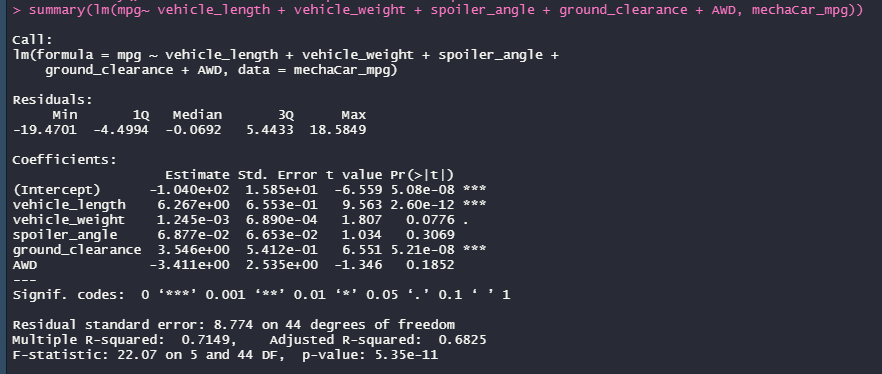 > summary(lm(mpg~ vehicle_length + vehicle_weight + spoiler_angle + ground_clearance + AWD, mechaCar_mpg))
Call:
lm(formula = mpg ~ vehicle_length + vehicle_weight + spoiler_angle +
    ground_clearance + AWD, data = mechaCar_mpg)
Residuals:
     Min       1Q   Median       3Q      Max
-19.4701  -4.4994  -0.0692   5.4433  18.5849
Coefficients:
                   Estimate Std. Error t value Pr(>|t|)
(Intercept)      -1.040e+02  1.585e+01  -6.559 5.08e-08 ***
vehicle_length    6.267e+00  6.553e-01   9.563 2.60e-12 ***
vehicle_weight    1.245e-03  6.890e-04   1.807   0.0776 .
spoiler_angle     6.877e-02  6.653e-02   1.034   0.3069
ground_clearance  3.546e+00  5.412e-01   6.551 5.21e-08 ***
AWD              -3.411e+00  2.535e+00  -1.346   0.1852
---
Signif. codes:  0 ‘***’ 0.001 ‘**’ 0.01 ‘*’ 0.05 ‘.’ 0.1 ‘ ’ 1
Residual standard error: 8.774 on 44 degrees of freedom
Multiple R-squared:  0.7149,    Adjusted R-squared:  0.6825
F-statistic: 22.07 on 5 and 44 DF,  p-value: 5.35e-11